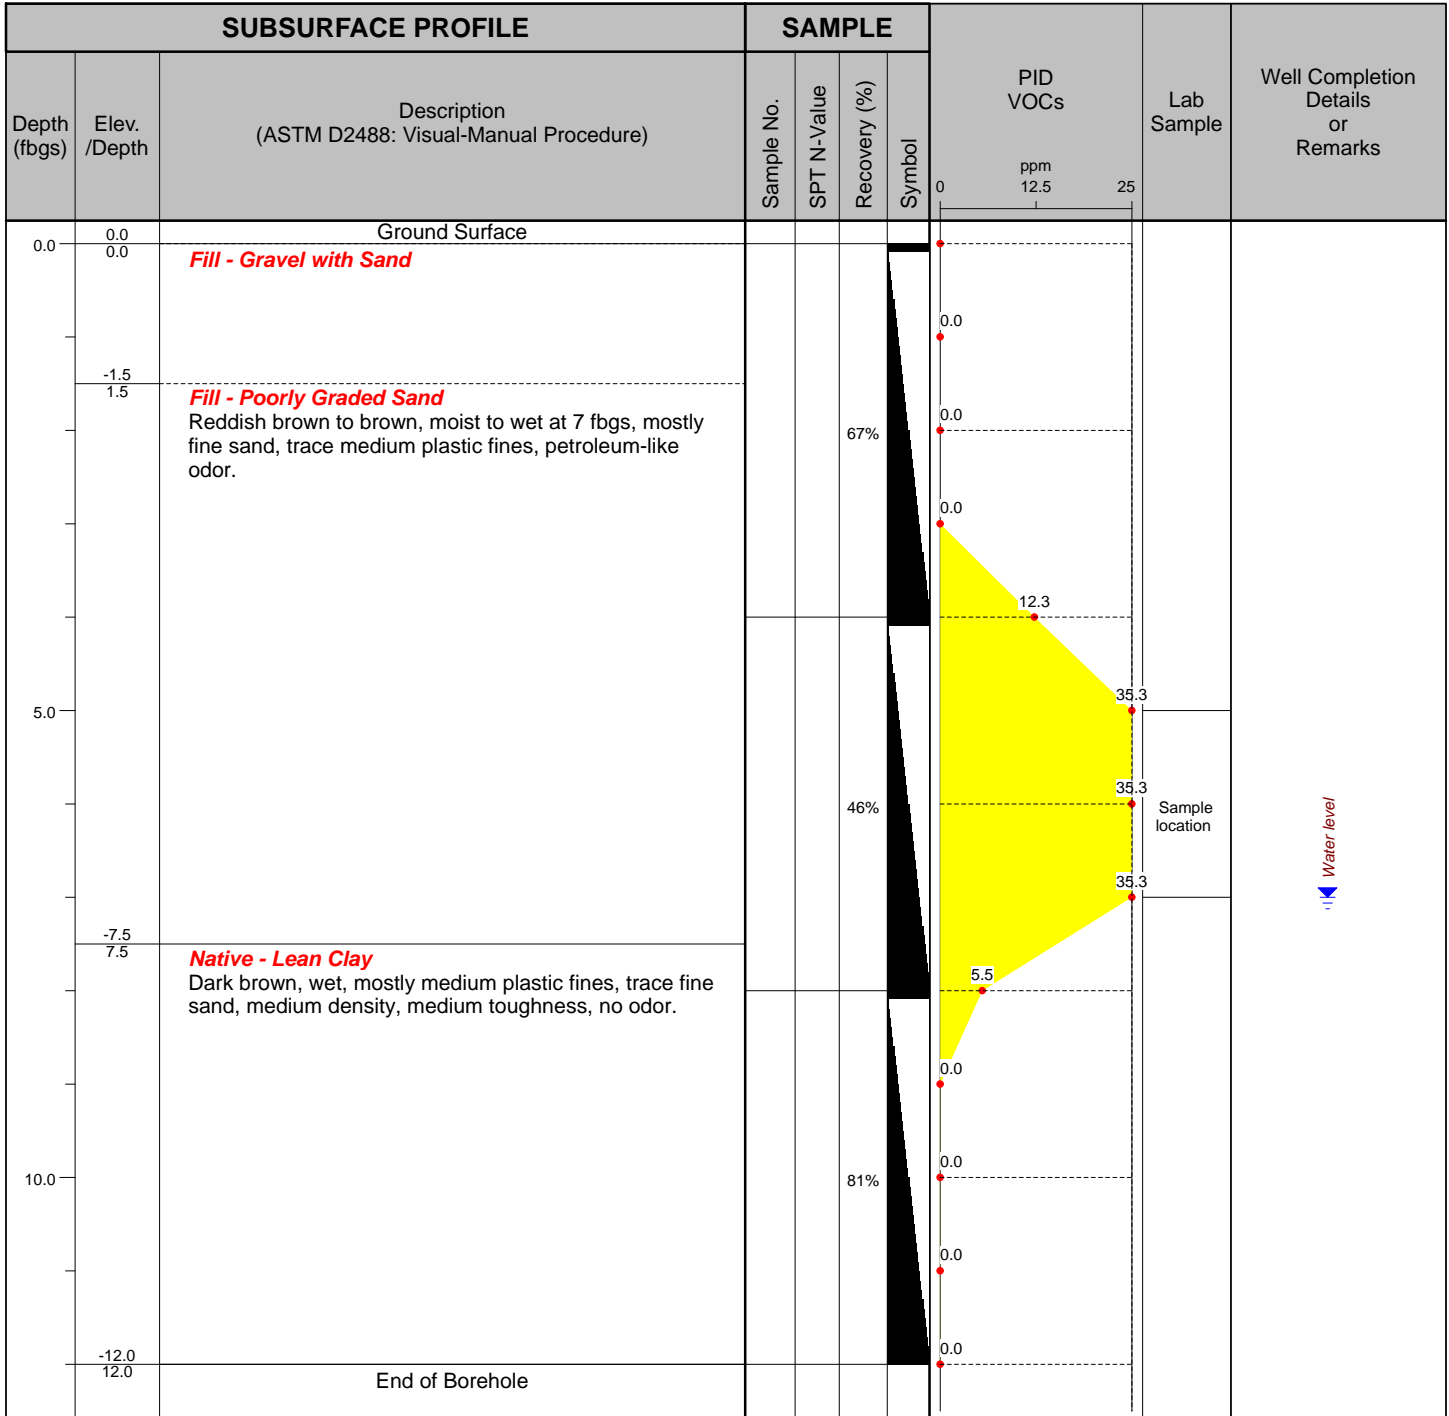 SUBSURFACE PROFILE
SAMPLE
Depth
(fbgs)
Elev.
/Depth
Description
(ASTM D2488: Visual-Manual Procedure)
Sample No.
SPT N-Value
Recovery (%)
Symbol
PID
VOCs
ppm
0 12.5 25
Lab
Sample
Well Completion
Details
or
Remarks
0.0
0.0
0.0
Ground Surface
Fill - Gravel with Sand
0.0
-1.5
1.5
Fill - Poorly Graded Sand
Reddish brown to brown, moist to wet at 7 fbgs, mostly
fine sand, trace medium plastic fines, petroleum-like
odor.
67%
0.0
0.0
12.3
5.0
35.3
46%
35.3
Sample
location
Water level
35.3
-7.5
7.5
Native - Lean Clay
Dark brown, wet, mostly medium plastic fines, trace fine
sand, medium density, medium toughness, no odor.
5.5
0.0
10.0
81%
0.0
0.0
0.0
-12.0
12.0
End of Borehole